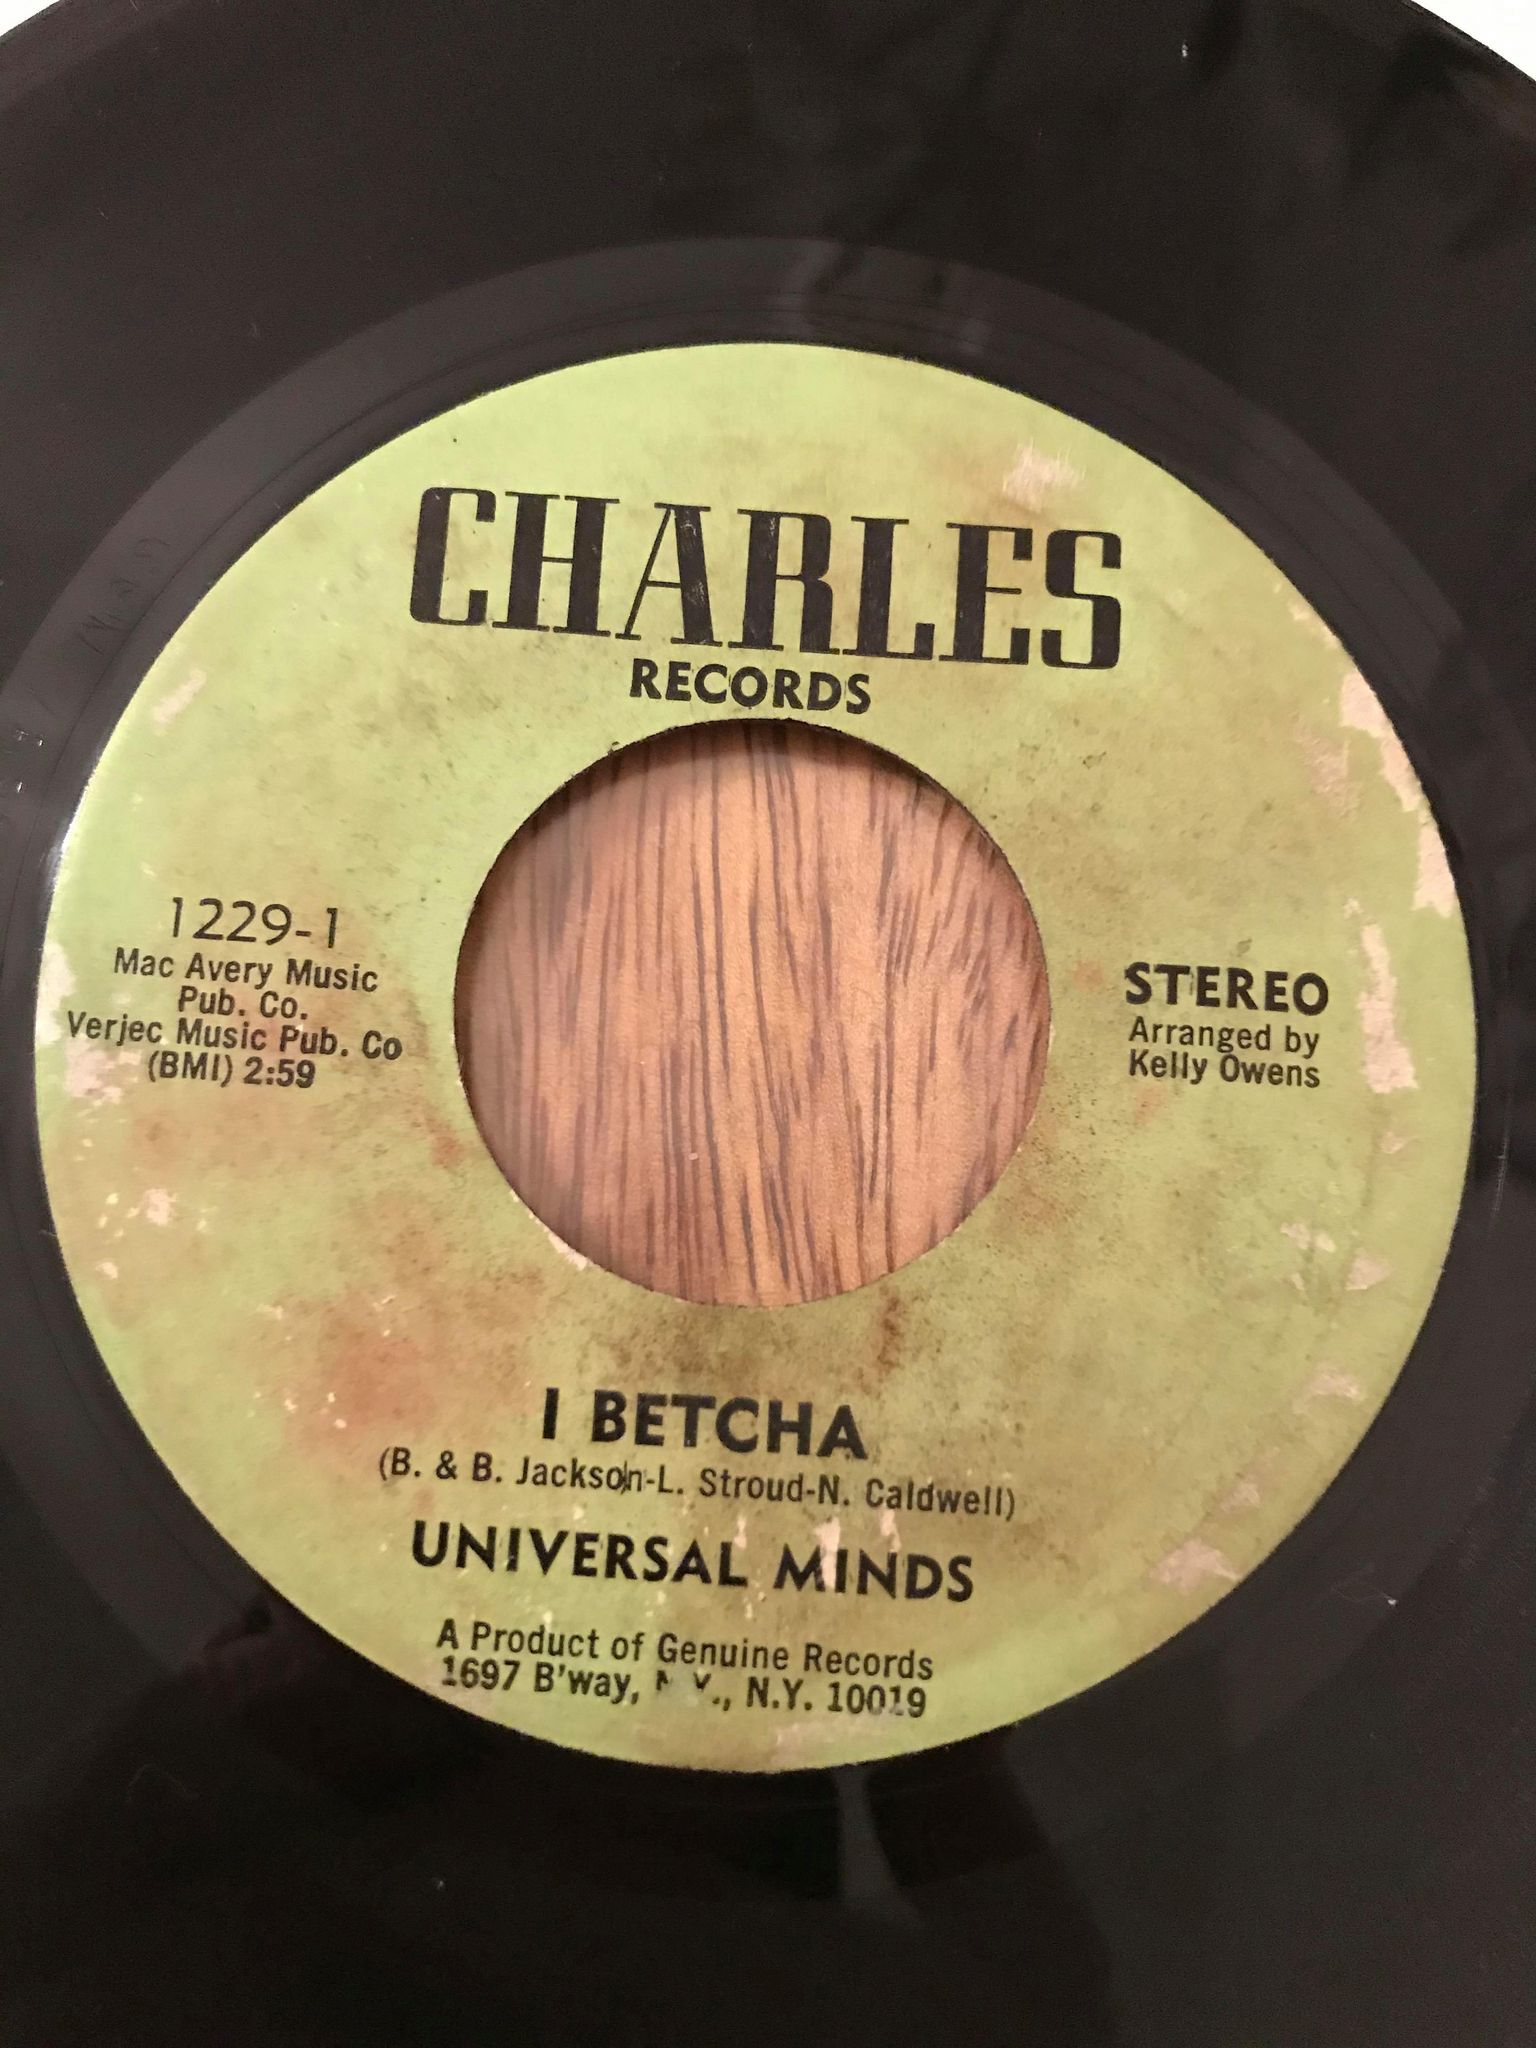 CHARLES
RECORDS
1229-1
Mac Avery Music
Pub. Co.
Verjec Music Pub. Co
(BMI) 2:59
STEREO
Arranged by
Kelly Owens
I BETCHA
(B. & B. Jackson-L. Stroud-N. Caldwell)
UNIVERSAL MINDS
A Product of Genuine Records
1697 B'way, N.Y., N.Y. 10019